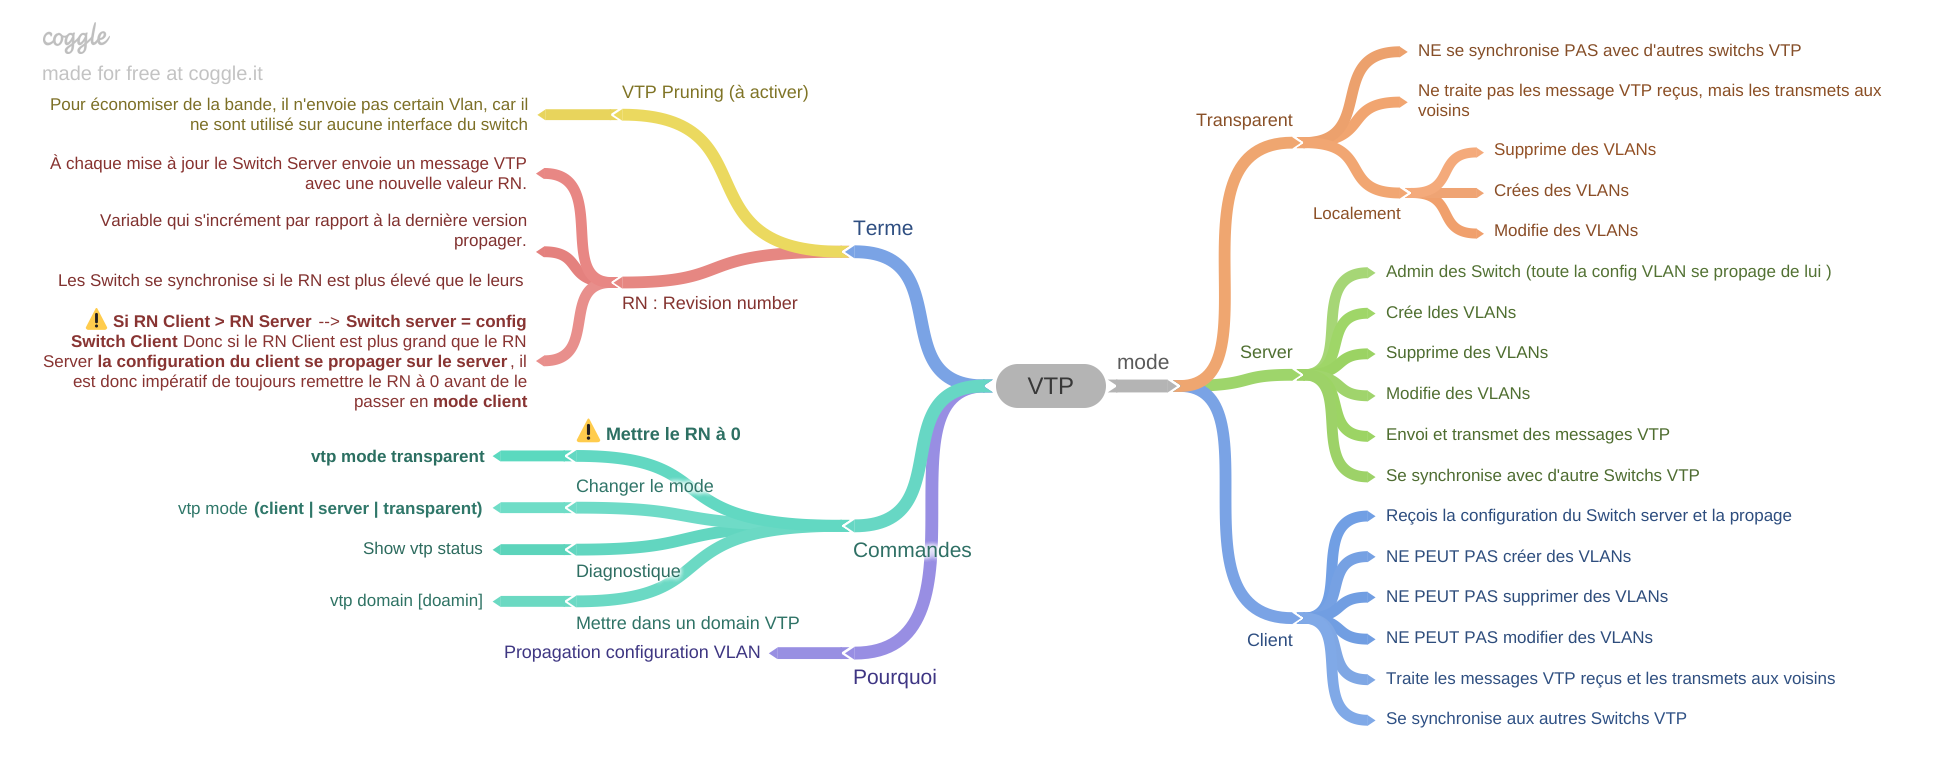 coggle
made for free at coggle.it
VTP Pruning (à activer)
Pour économiser de la bande, il n'envoie pas certain Vlan, car il
ne sont utilisé sur aucune interface du switch
À chaque mise à jour le Switch Server envoie un message VTP
avec une nouvelle valeur RN.
Variable qui s'incrément par rapport à la dernière version
propager.
Les Switch se synchronise si le RN est plus élevé que le leurs
RN : Revision number
Si RN Client > RN Server --> Switch server = config
Switch Client Donc si le RN Client est plus grand que le RN
Server la configuration du client se propager sur le server , il
est donc impératif de toujours remettre le RN à 0 avant de le
passer en mode client
Terme
Mettre le RN à 0
vtp mode transparent
Changer le mode
vtp mode (client | server | transparent)
Show vtp status
Diagnostique
vtp domain [doamin]
Mettre dans un domain VTP
Commandes
Propagation configuration VLAN
Pourquoi
VTP
mode
Transparent
NE se synchronise PAS avec d'autres switchs VTP
Ne traite pas les message VTP reçus, mais les transmets aux
voisins
Localement
Supprime des VLANs
Crées des VLANs
Modifie des VLANs
Server
Admin des Switch (toute la config VLAN se propage de lui )
Crée ldes VLANs
Supprime des VLANs
Modifie des VLANs
Envoi et transmet des messages VTP
Se synchronise avec d'autre Switchs VTP
Client
Reçois la configuration du Switch server et la propage
NE PEUT PAS créer des VLANs
NE PEUT PAS supprimer des VLANs
NE PEUT PAS modifier des VLANs
Traite les messages VTP reçus et les transmets aux voisins
Se synchronise aux autres Switchs VTP